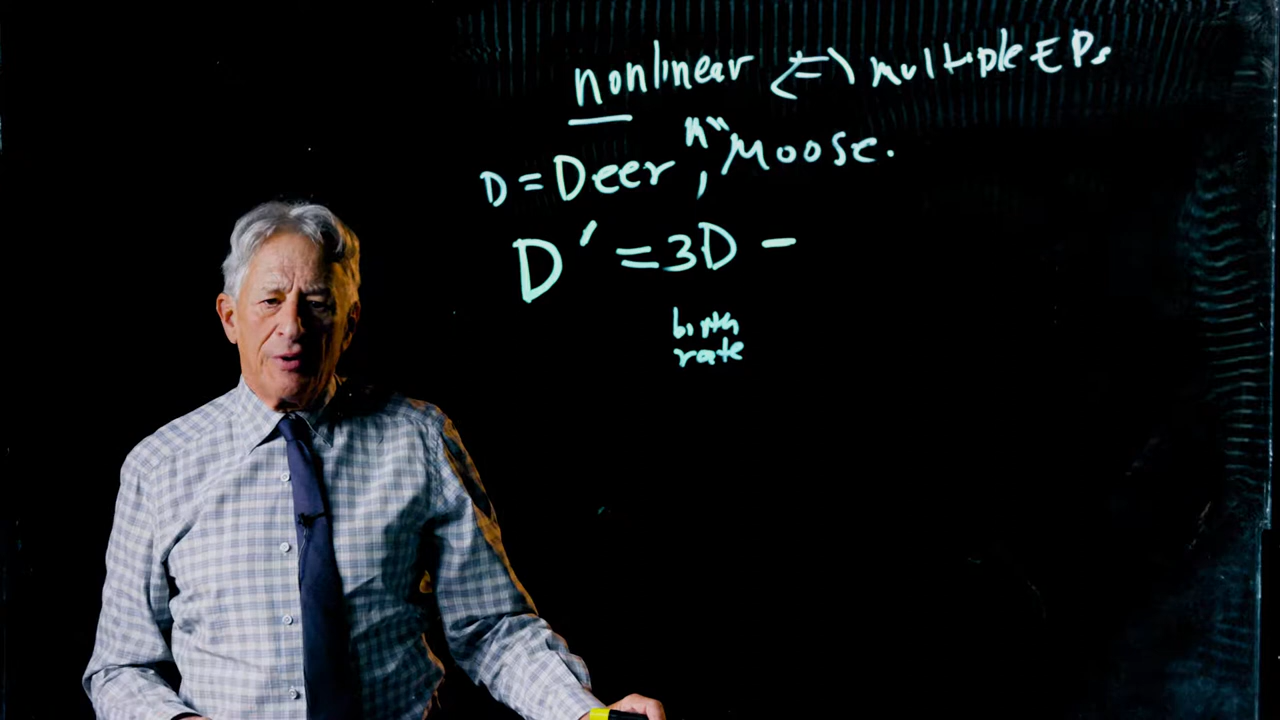 nonlinear ⟺ multiple EPs
D = Deer, M = Moose.
D' = 3D -
birth
rate